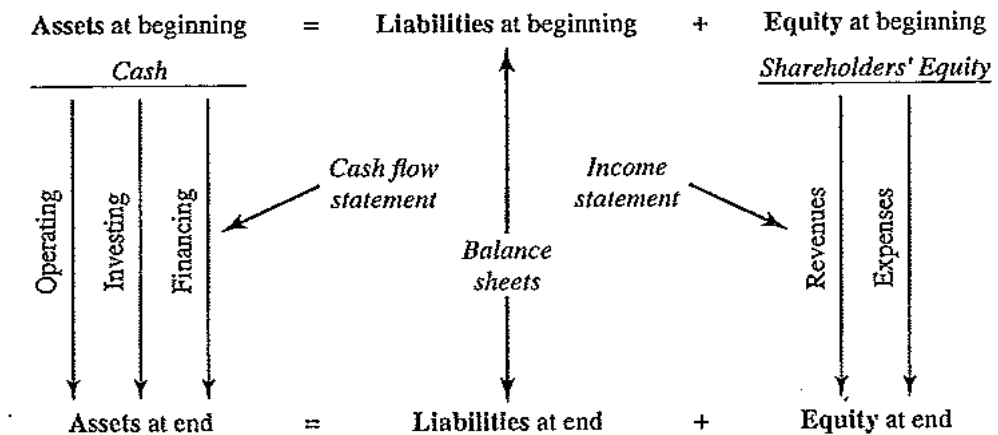 Assets at beginning = Liabilities at beginning + Equity at beginning
Cash
Shareholders' Equity
Operating
Investing
Financing
Cash flow
statement
Balance
sheets
Income
statement
Revenues
Expenses
Assets at end = Liabilities at end + Equity at end